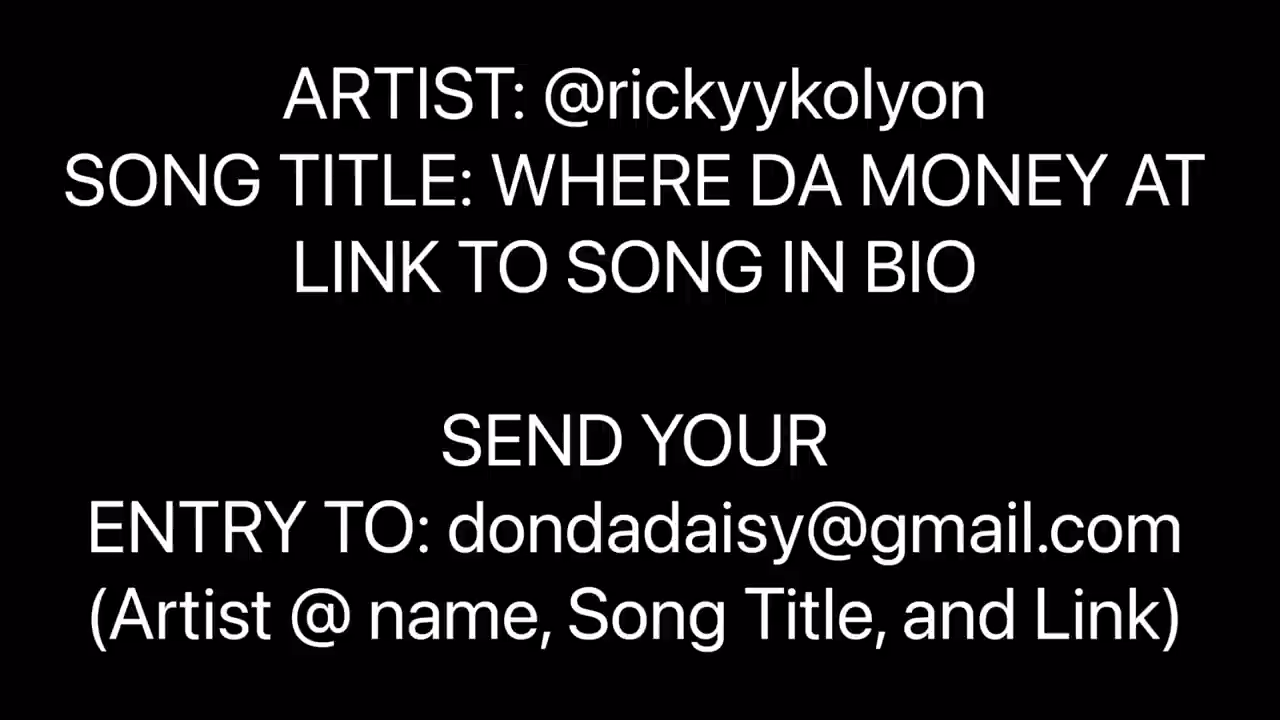 ARTIST: @rickyykolyon
SONG TITLE: WHERE DA MONEY AT
LINK TO SONG IN BIO
SEND YOUR
ENTRY TO: dondadaisy@gmail.com
(Artist @ name, Song Title, and Link)